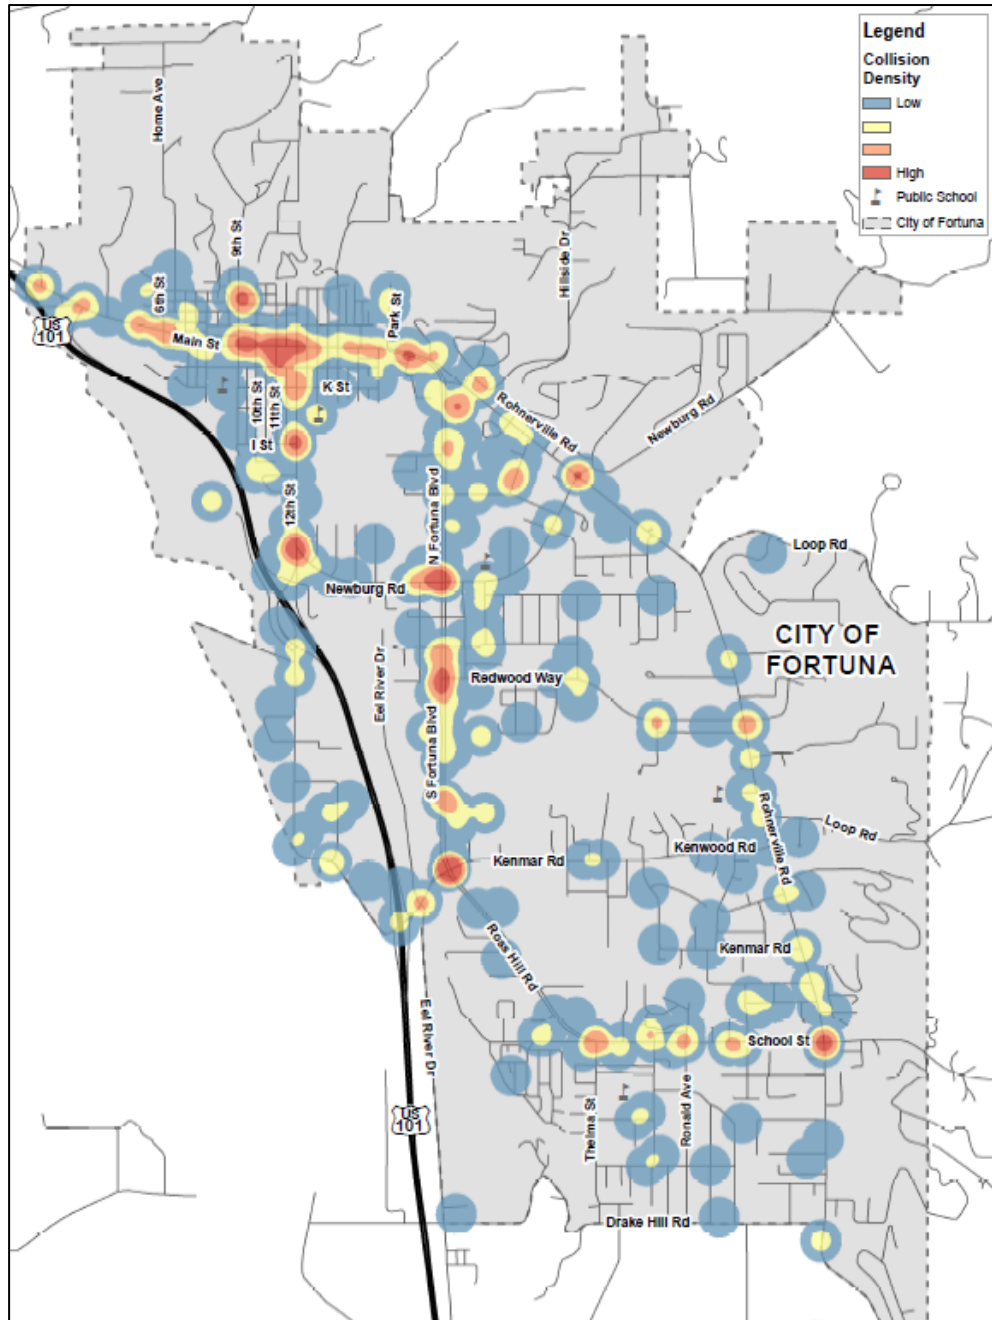 Legend
Collision
Density
Low
High
Public School
City of Fortuna
Home Ave
9th St
6th St
Hillside Dr
Park St
US
101
Main St
K St
10th St
11th St
I St
Rohnerville Rd
Newburg Rd
12th St
N Fortuna Blvd
Loop Rd
Newburg Rd
CITY OF
FORTUNA
Redwood Way
Eel River Dr
S Fortuna Blvd
Rohnerville Rd
Loop Rd
Kenmar Rd
Kenwood Rd
Ross Hill Rd
Kenmar Rd
Eel River Dr
School St
US
101
Thelma St
Ronald Ave
Drake Hill Rd